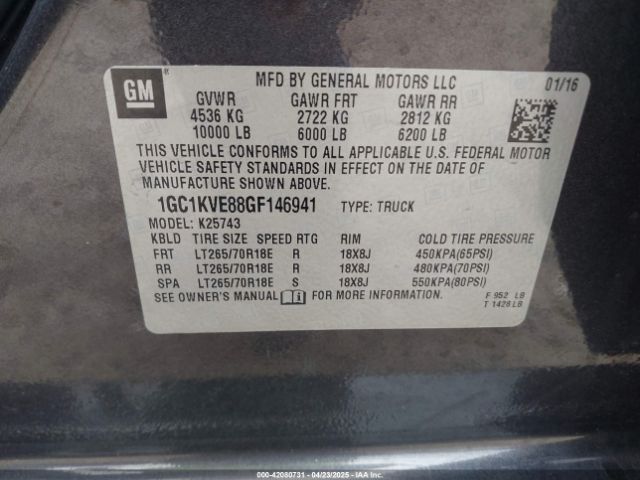 GM
MFD BY GENERAL MOTORS LLC 01/16
GVWR GAWR FRT GAWR RR
4536 KG 2722 KG 2812 KG
10000 LB 6000 LB 6200 LB
THIS VEHICLE CONFORMS TO ALL APPLICABLE U.S. FEDERAL MOTOR
VEHICLE SAFETY STANDARDS IN EFFECT ON THE DATE OF
MANUFACTURE SHOWN ABOVE.
1GC1KVE88GF146941 TYPE: TRUCK
MODEL: K25743
KBLD TIRE SIZE SPEED RTG RIM COLD TIRE PRESSURE
FRT LT265/70R18E R 18X8J 450KPA(65PSI)
RR LT265/70R18E R 18X8J 480KPA(70PSI)
SPA LT265/70R18E S 18X8J 550KPA(80PSI)
SEE OWNER'S MANUAL FOR MORE INFORMATION. F 952 LB
T 1428 LB
000-42080731 - 04/23/2025 - IAA Inc.